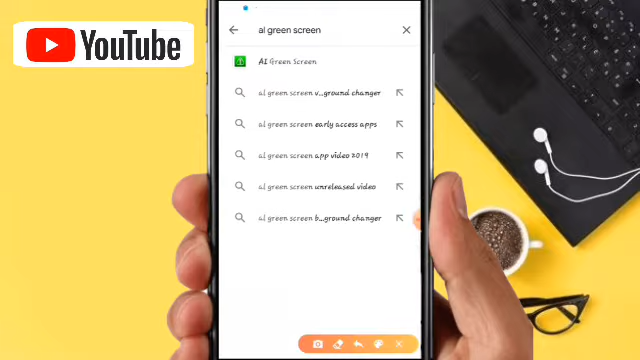 YouTube
al green screen
AI Green Screen
al green screen v...ground changer
al green screen early access apps
al green screen app video 2019
al green screen unreleased video
al green screen b...ground changer